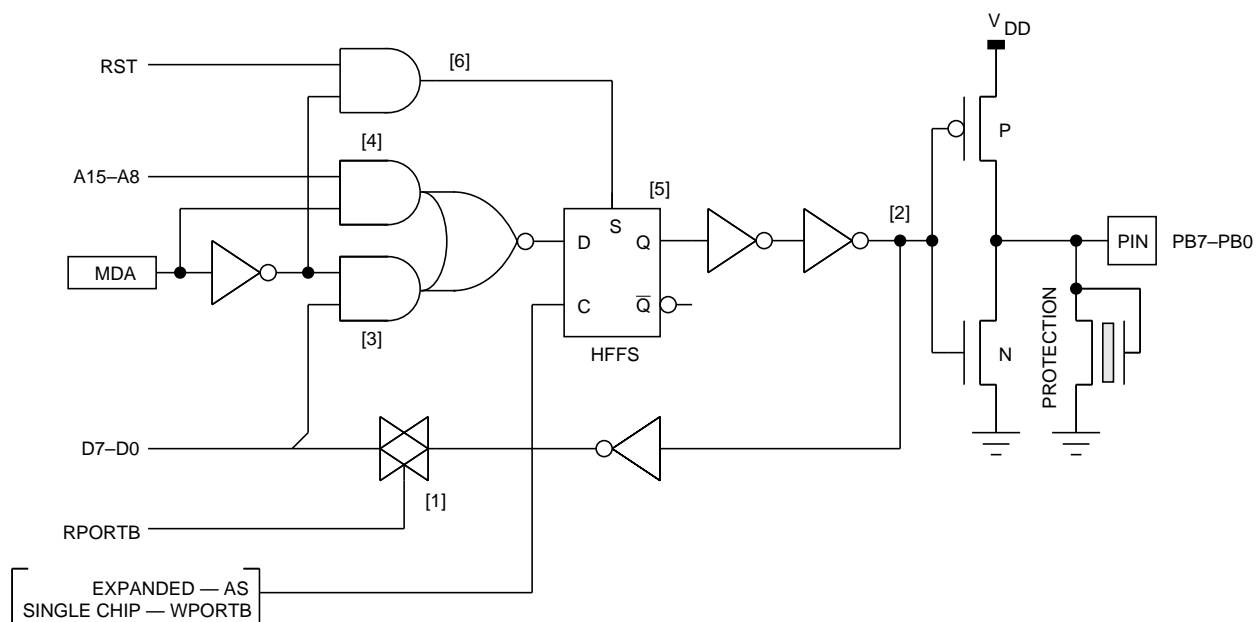 V DD
RST
[6]
P
[4]
A15–A8
[5]
[2]
S
D
Q
PIN
PB7–PB0
MDA
C
Q
[3]
HFFS
N
PROTECTION
D7–D0
[1]
RPORTB
EXPANDED — AS
SINGLE CHIP — WPORTB